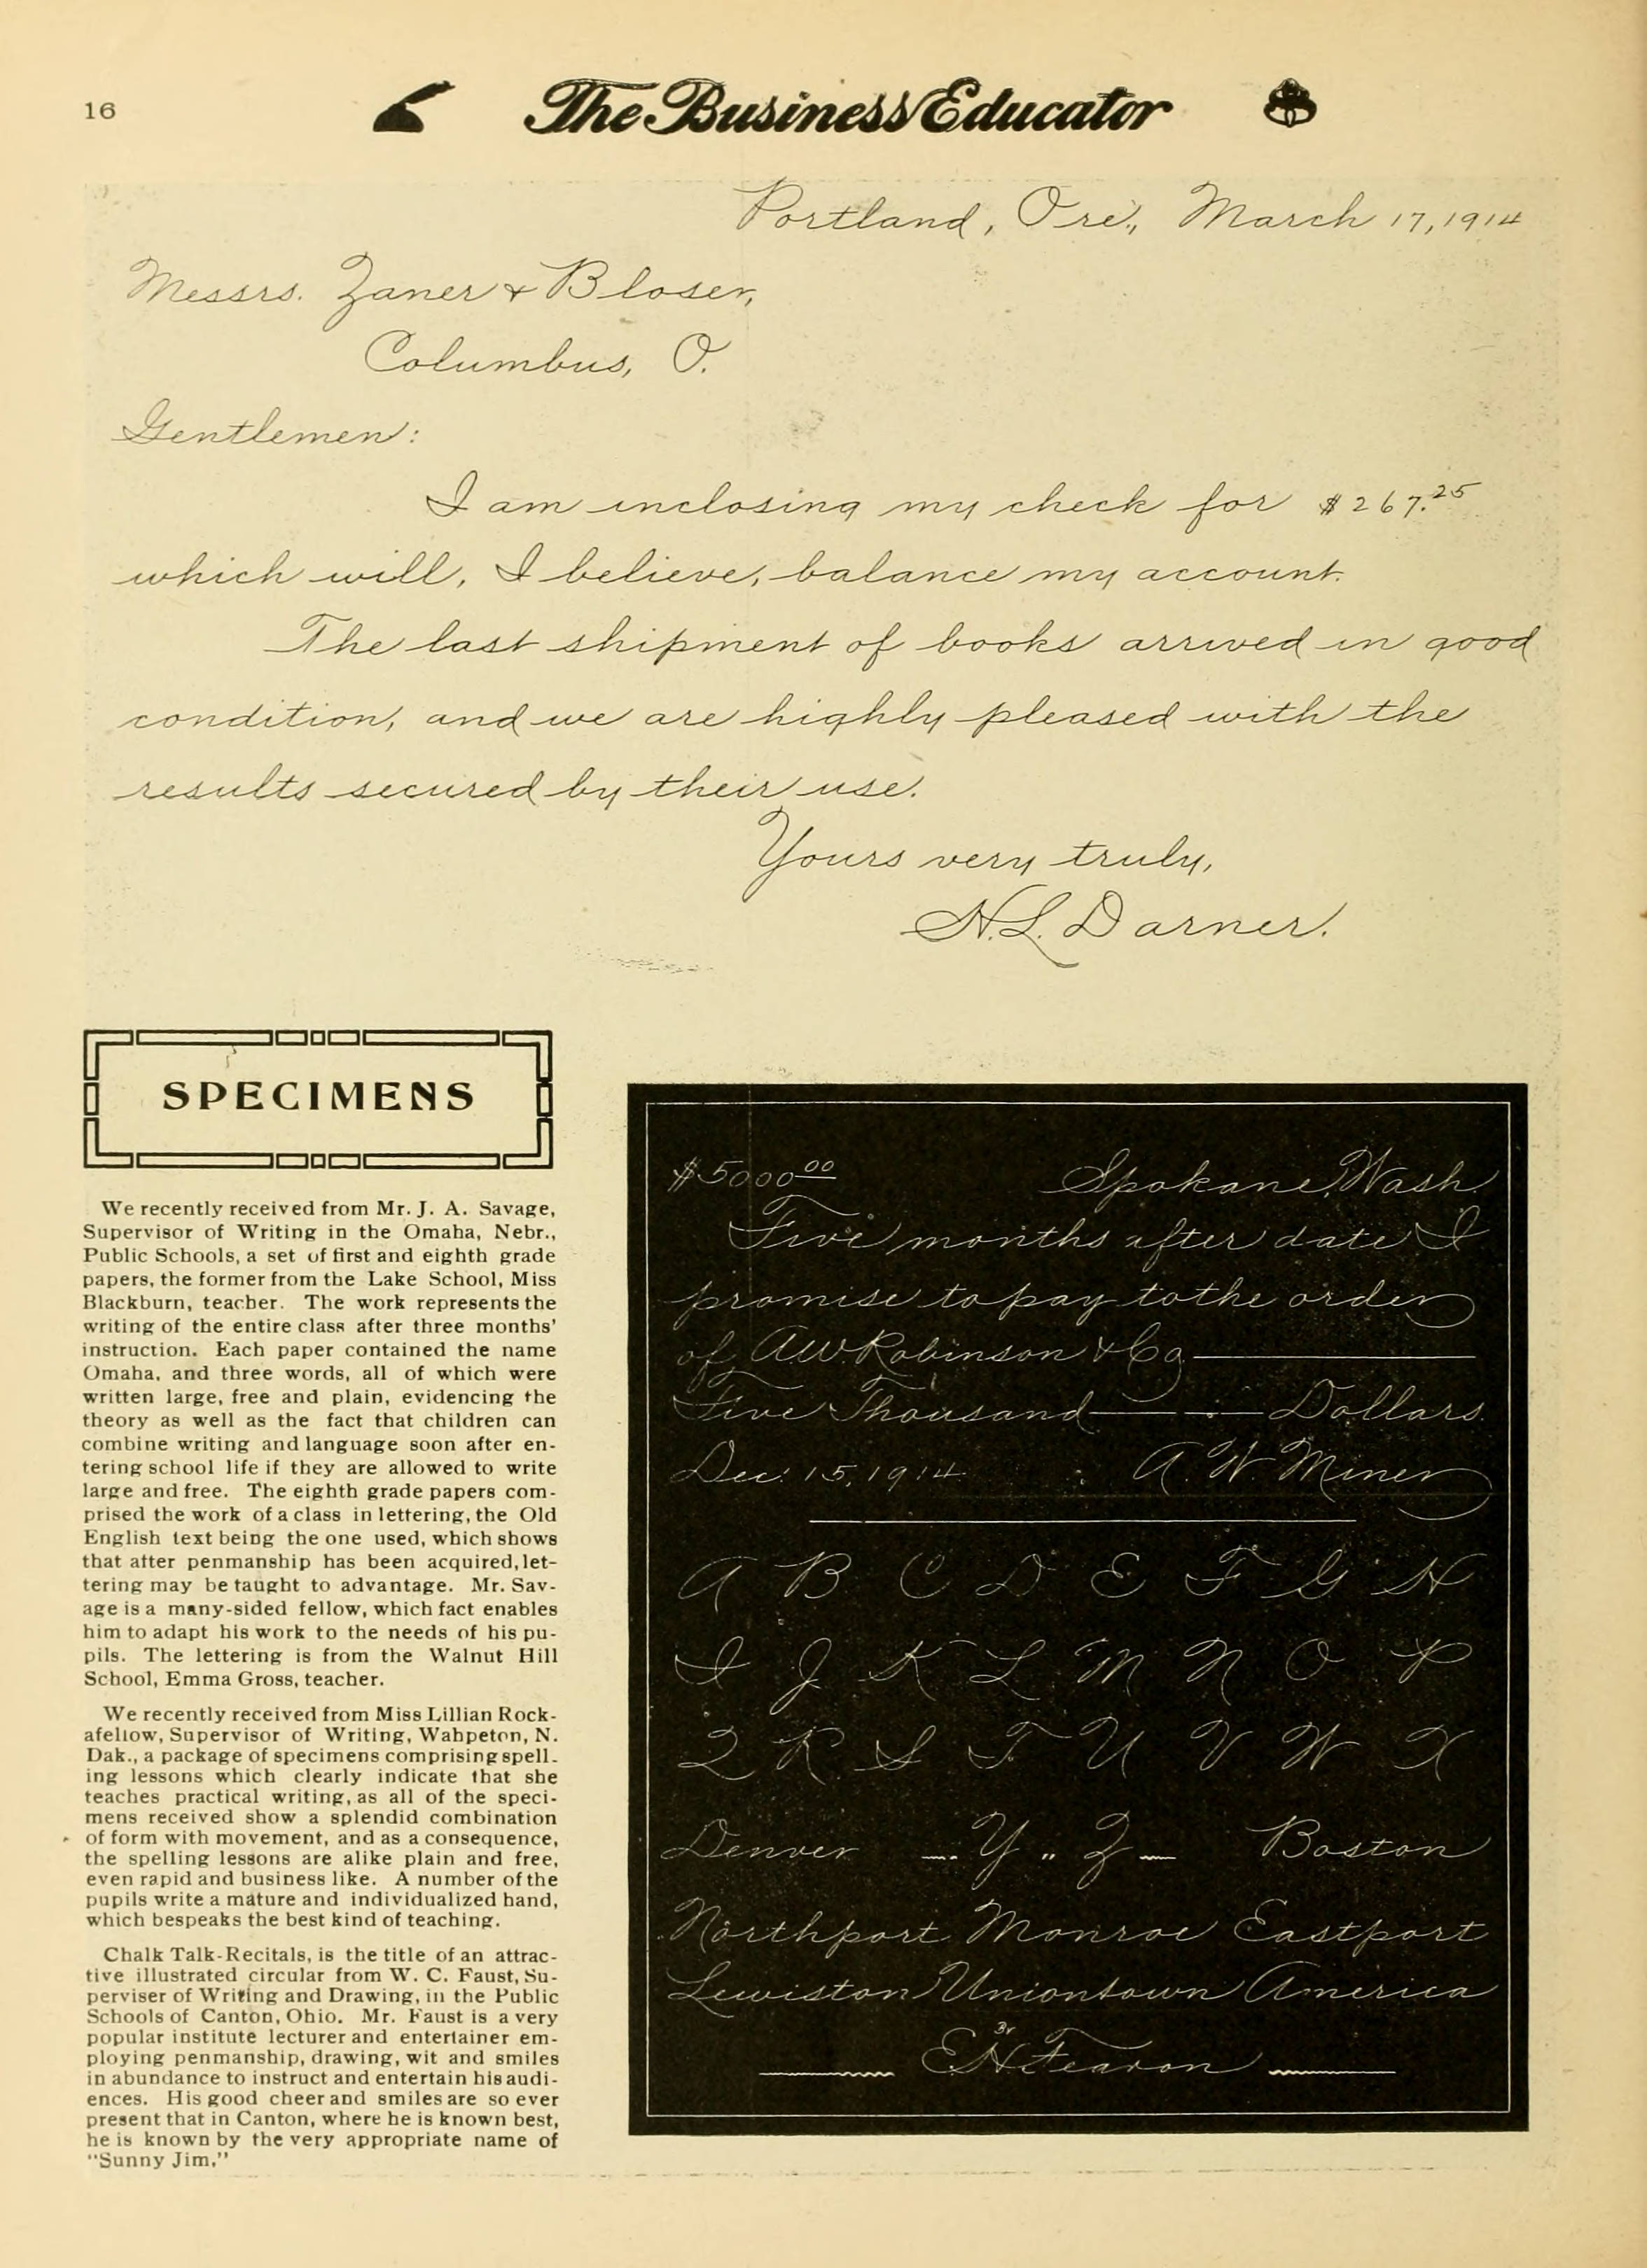 16
The Business Educator
Portland, Ore., March 17, 1914
Messrs. Zaner & Bloser,
Columbus, O.
Gentlemen:
I am inclosing my check for $267.25
which will, I believe, balance my account.
The last shipment of books arrived in good
condition, and we are highly pleased with the
results secured by their use.
Yours very truly,
H.L. Darner.
SPECIMENS
We recently received from Mr. J. A. Savage,
Supervisor of Writing in the Omaha, Nebr.,
Public Schools, a set of first and eighth grade
papers, the former from the Lake School, Miss
Blackburn, teacher. The work represents the
writing of the entire class after three months'
instruction. Each paper contained the name
Omaha, and three words, all of which were
written large, free and plain, evidencing the
theory as well as the fact that children can
combine writing and language soon after en-
tering school life if they are allowed to write
large and free. The eighth grade papers com-
prised the work of a class in lettering, the Old
English text being the one used, which shows
that after penmanship has been acquired, let-
tering may be taught to advantage. Mr. Sav-
age is a many-sided fellow, which fact enables
him to adapt his work to the needs of his pu-
pils. The lettering is from the Walnut Hill
School, Emma Gross, teacher.
We recently received from Miss Lillian Rock-
afellow, Supervisor of Writing, Wahpeton, N.
Dak., a package of specimens comprising spell-
ing lessons which clearly indicate that she
teaches practical writing, as all of the speci-
mens received show a splendid combination
of form with movement, and as a consequence,
the spelling lessons are alike plain and free,
even rapid and business like. A number of the
pupils write a mature and individualized hand,
which bespeaks the best kind of teaching.
Chalk Talk-Recitals, is the title of an attrac-
tive illustrated circular from W. C. Faust, Su-
perviser of Writing and Drawing, in the Public
Schools of Canton, Ohio. Mr. Faust is a very
popular institute lecturer and entertainer em-
ploying penmanship, drawing, wit and smiles
in abundance to instruct and entertain his audi-
ences. His good cheer and smiles are so ever
present that in Canton, where he is known best,
he is known by the very appropriate name of
"Sunny Jim."
$5000 00 Spokane, Wash.
Five months after date I
promise to pay to the order
of A.W. Robinson & Co.
Five Thousand Dollars.
Dec. 15, 1914 A. W. Miner
A B C D E F G H
I J K L M N O P
Q R S T U V W X
Denver Y .. Z Boston
Northport Monroe Eastport
Lewiston Uniontown America
By
E H Fearon